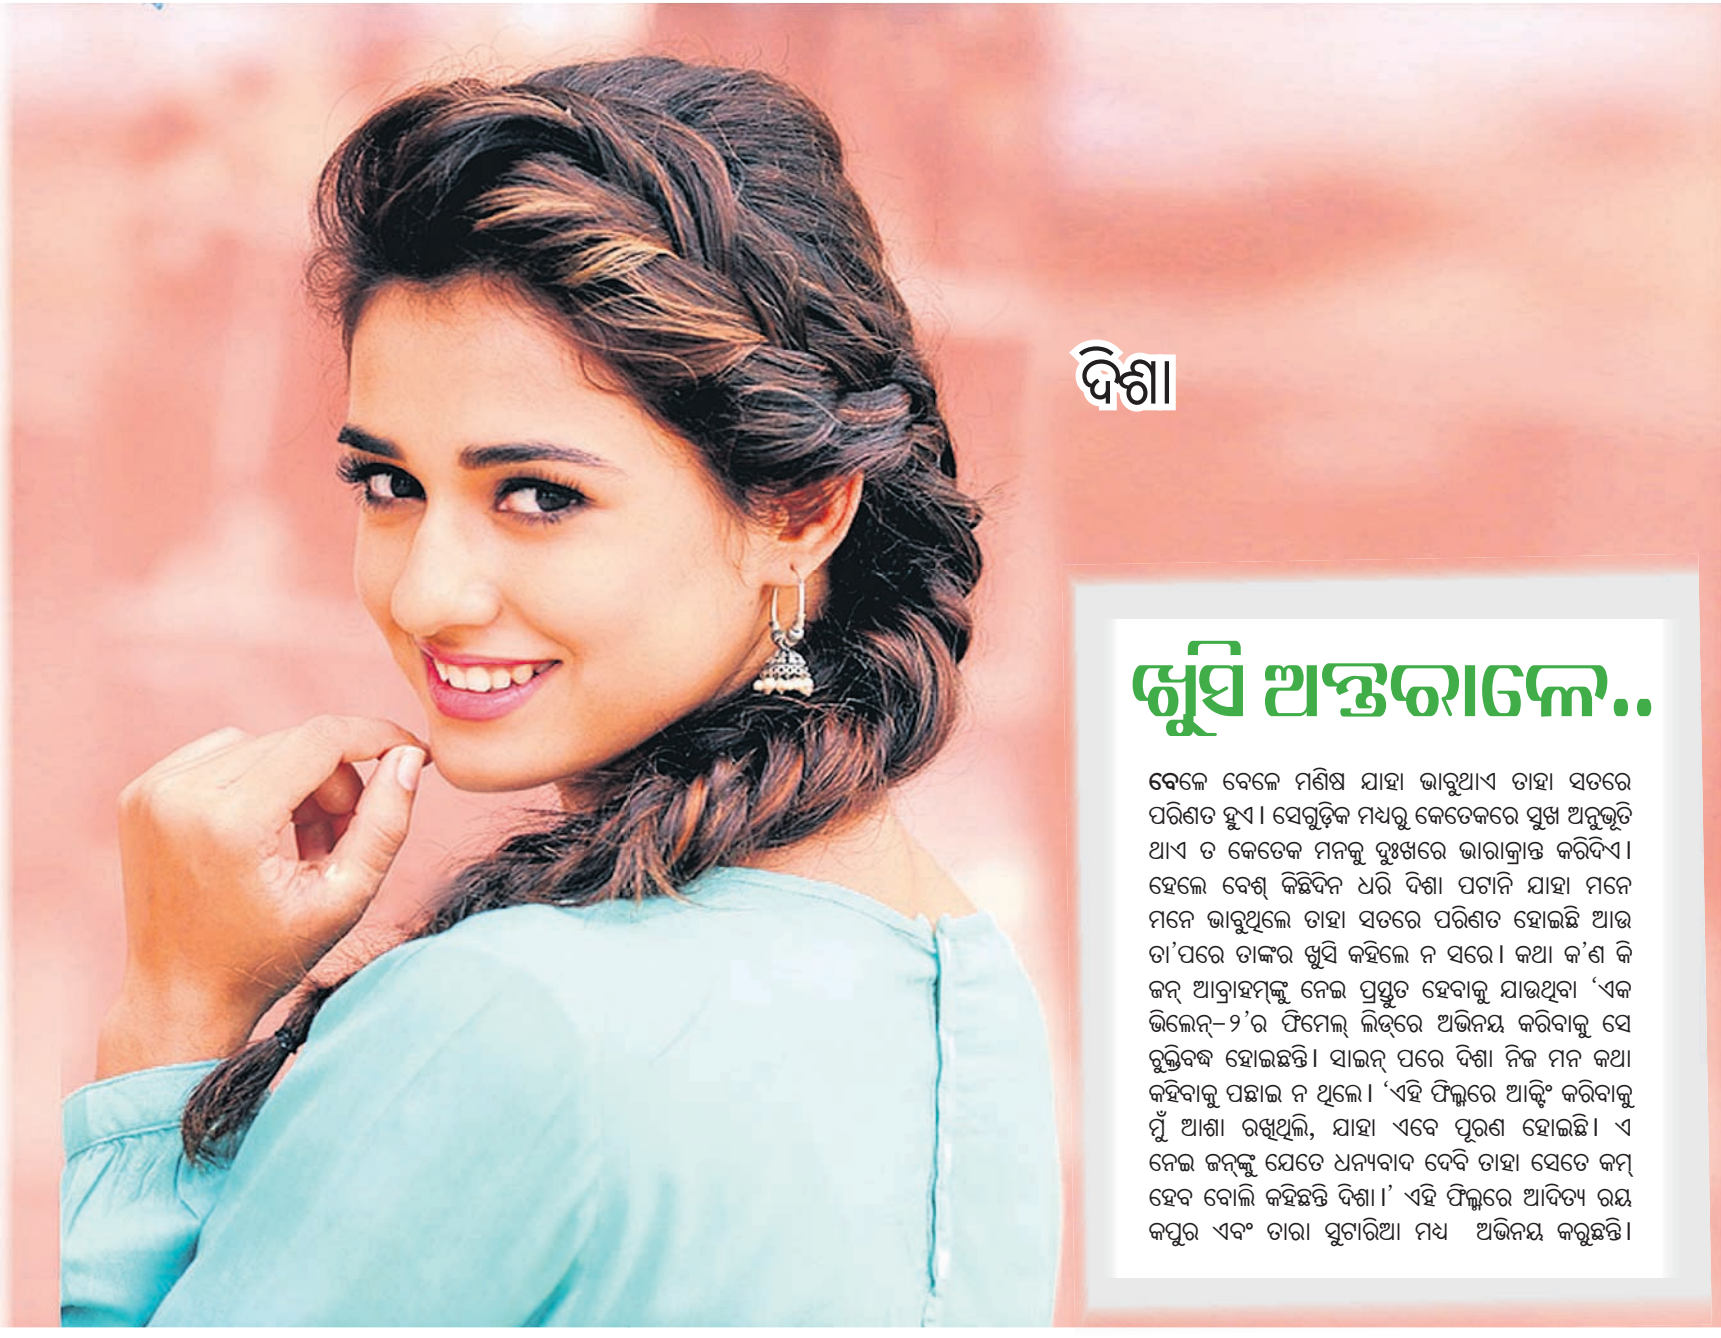 ଦିଶା
ଖୁସି ଅନ୍ତରାଳେ..
ବେଳେ ବେଳେ ମଣିଷ ଯାହା ଭାବୁଥାଏ ତାହା ସତରେ
ପରିଣତ ହୁଏ। ସେଗୁଡ଼ିକ ମଧ୍ୟରୁ କେତେକରେ ସୁଖ ଅନୁଭୂତି
ଥାଏ ତ କେତେକ ମନକୁ ଦୁଃଖରେ ଭାରାକ୍ରାନ୍ତ କରିଦିଏ।
ହେଲେ ବେଶ୍ କିଛିଦିନ ଧରି ଦିଶା ପଟାନି ଯାହା ମନେ
ମନେ ଭାବୁଥିଲେ ତାହା ସତରେ ପରିଣତ ହୋଇଛି ଆଉ
ତା’ପରେ ତାଙ୍କର ଖୁସି କହିଲେ ନ ସରେ। କଥା କ’ଣ କି
ଜନ୍ ଆବ୍ରାହମ୍‌ଙ୍କୁ ନେଇ ପ୍ରସ୍ତୁତ ହେବାକୁ ଯାଉଥିବା ‘ଏକ
ଭିଲେନ୍-୨’ର ଫିମେଲ୍ ଲିଡ୍‌ରେ ଅଭିନୟ କରିବାକୁ ସେ
ଚୁକ୍ତିବଦ୍ଧ ହୋଇଛନ୍ତି। ସାଇନ୍ ପରେ ଦିଶା ନିଜ ମନ କଥା
କହିବାକୁ ପଛାଇ ନ ଥିଲେ। ‘ଏହି ଫିଲ୍ମରେ ଆକ୍ଟିଂ କରିବାକୁ
ମୁଁ ଆଶା ରଖିଥିଲି, ଯାହା ଏବେ ପୂରଣ ହୋଇଛି। ଏ
ନେଇ ଜନ୍‌ଙ୍କୁ ଯେତେ ଧନ୍ୟବାଦ ଦେବି ତାହା ସେତେ କମ୍
ହେବ ବୋଲି କହିଛନ୍ତି ଦିଶା।’ ଏହି ଫିଲ୍ମରେ ଆଦିତ୍ୟ ରୟ
କପୁର ଏବଂ ତାରା ସୁଟାରିଆ ମଧ୍ୟ ଅଭିନୟ କରୁଛନ୍ତି।